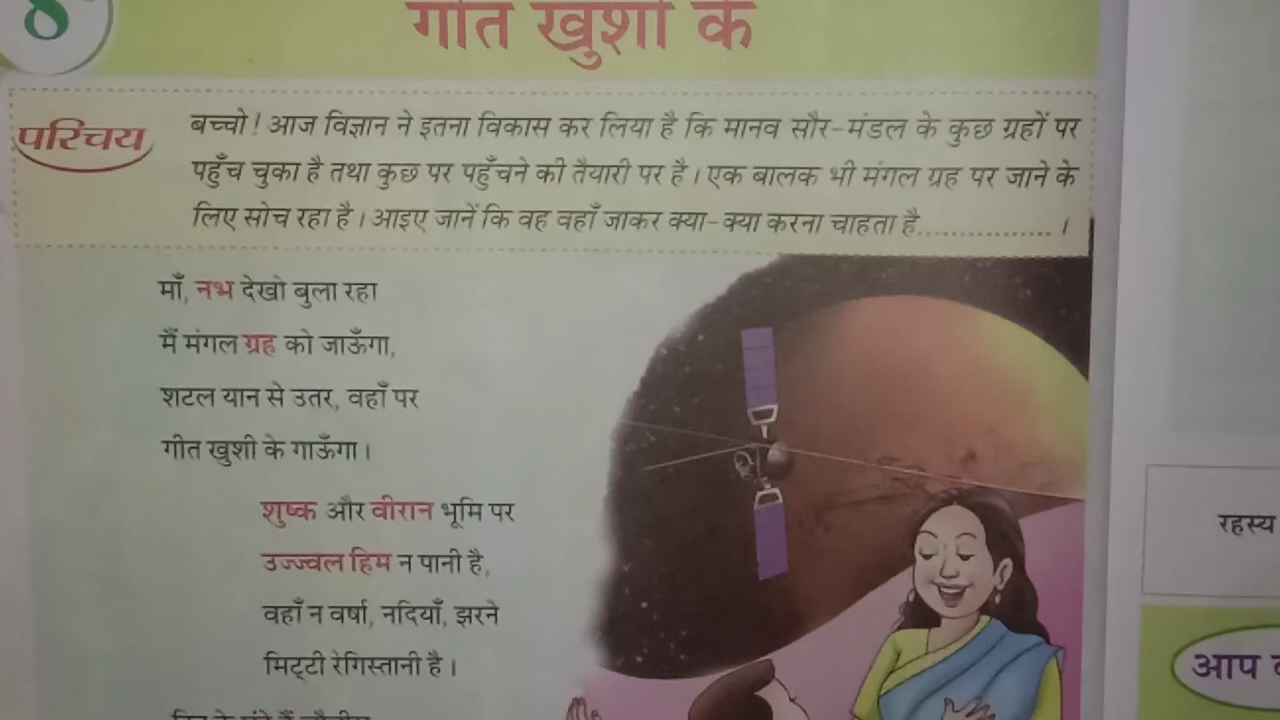 गीत खुशी के
परिचय
बच्चो! आज विज्ञान ने इतना विकास कर लिया है कि मानव सौर-मंडल के कुछ ग्रहों पर
पहुँच चुका है तथा कुछ पर पहुँचने की तैयारी पर है। एक बालक भी मंगल ग्रह पर जाने के
लिए सोच रहा है। आइए जानें कि वह वहाँ जाकर क्या-क्या करना चाहता है................ ।
माँ, नभ देखो बुला रहा
मैं मंगल ग्रह को जाऊँगा,
शटल यान से उतर, वहाँ पर
गीत खुशी के गाऊँगा।
शुष्क और वीरान भूमि पर
उज्ज्वल हिम न पानी है,
वहाँ न वर्षा, नदियाँ, झरने
मिट्टी रेगिस्तानी है।
रहस्य
आप